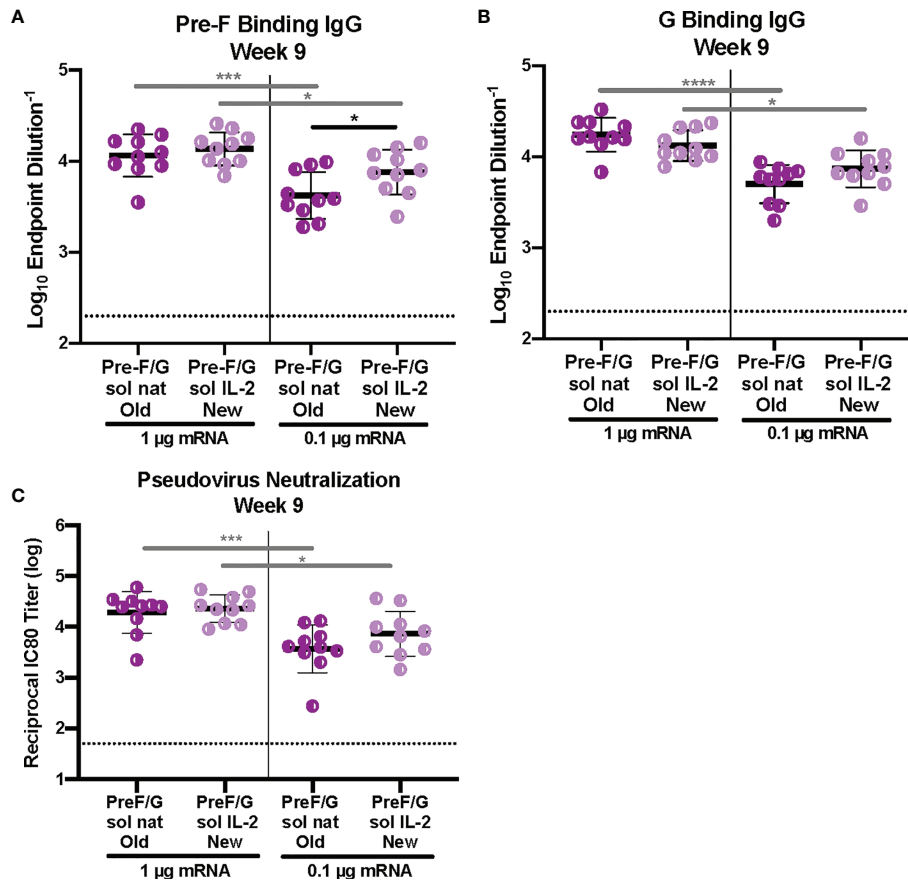 A
Pre-F Binding IgG
Week 9
***
*
*
Log10 Endpoint Dilution-1
5
4
3
2
Pre-F/G
sol nat
Old
Pre-F/G
sol IL-2
New
Pre-F/G
sol nat
Old
Pre-F/G
sol IL-2
New
1 µg mRNA
0.1 µg mRNA
B
G Binding IgG
Week 9
****
*
Log10 Endpoint Dilution-1
5
4
3
2
Pre-F/G
sol nat
Old
Pre-F/G
sol IL-2
New
Pre-F/G
sol nat
Old
Pre-F/G
sol IL-2
New
1 µg mRNA
0.1 µg mRNA
C
Pseudovirus Neutralization
Week 9
***
*
Reciprocal IC80 Titer (log)
6
5
4
3
2
1
PreF/G
sol nat
Old
PreF/G
sol IL-2
New
PreF/G
sol nat
Old
PreF/G
sol IL-2
New
1 µg mRNA
0.1 µg mRNA